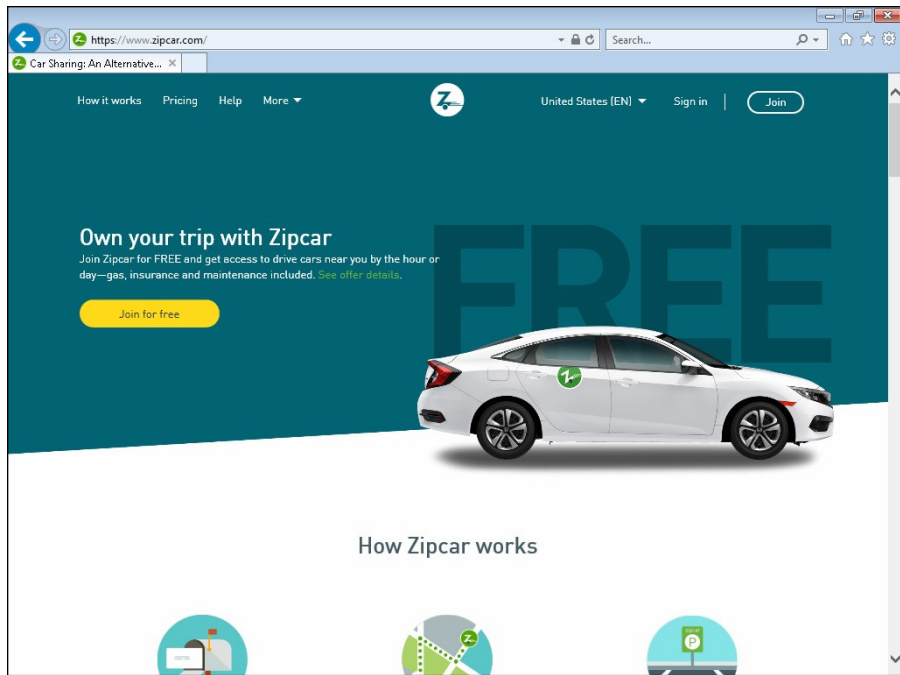 https://www.zipcar.com/
Search...
Car Sharing: An Alternative...
How it works
Pricing
Help
More
United States (EN)
Sign in
Join
FREE
Own your trip with Zipcar
Join Zipcar for FREE and get access to drive cars near you by the hour or
day—gas, insurance and maintenance included. See offer details.
Join for free
How Zipcar works
Z
P